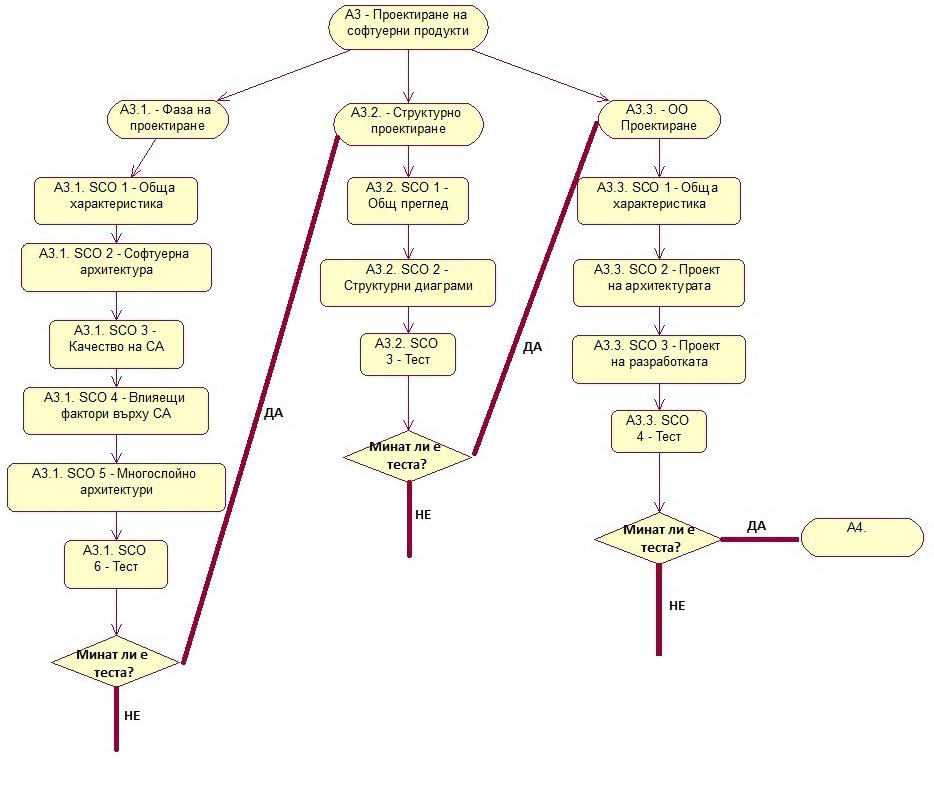 А3 - Проектиране на
софтуерни продукти
А3.1. - Фаза на
проектиране
А3.1. SCO 1 - Обща
характеристика
А3.1. SCO 2 - Софтуерна
архитектура
А3.1. SCO 3 -
Качество на СА
А3.1. SCO 4 - Влияещи
фактори върху СА
А3.1. SCO 5 - Многослойно
архитектури
А3.1. SCO
6 - Тест
Минат ли е
теста?
НЕ
ДА
А3.2. - Структурно
проектиране
А3.2. SCO 1 -
Общ преглед
А3.2. SCO 2 -
Структурни диаграми
А3.2. SCO
3 - Тест
Минат ли е
теста?
НЕ
ДА
А3.3. - ОО
Проектиране
А3.3. SCO 1 - Обща
характеристика
А3.3. SCO 2 - Проект
на архитектурата
А3.3. SCO 3 - Проект
на разработката
А3.3. SCO
4 - Тест
Минат ли е
теста?
НЕ
ДА
А4.